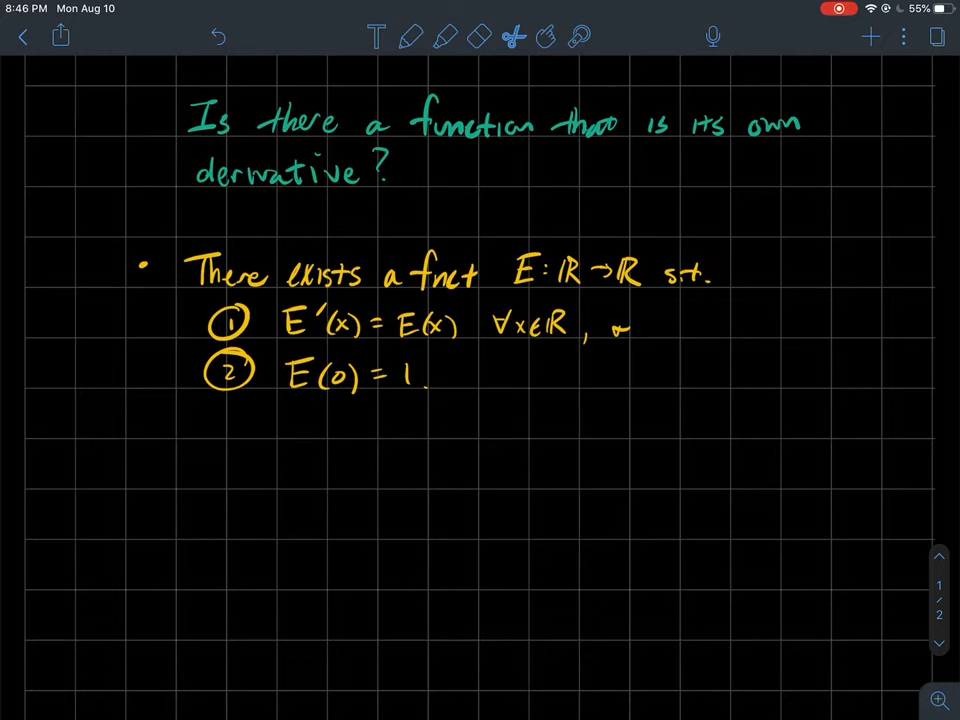 8:46 PM Mon Aug 10
55%
Is there a function that is its own
derivative?
• There exists a fnct E: ℝ → ℝ s.t.
① E'(x) = E(x) ∀x∈ℝ,
② E(0) = 1.
1
/
2